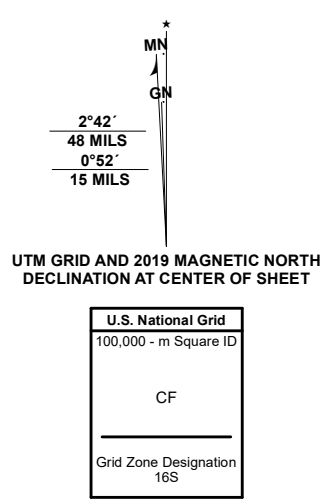 ★
MN
GN
2°42´
48 MILS
0°52´
15 MILS
UTM GRID AND 2019 MAGNETIC NORTH
DECLINATION AT CENTER OF SHEET
U.S. National Grid
100,000 - m Square ID
CF
Grid Zone Designation
16S